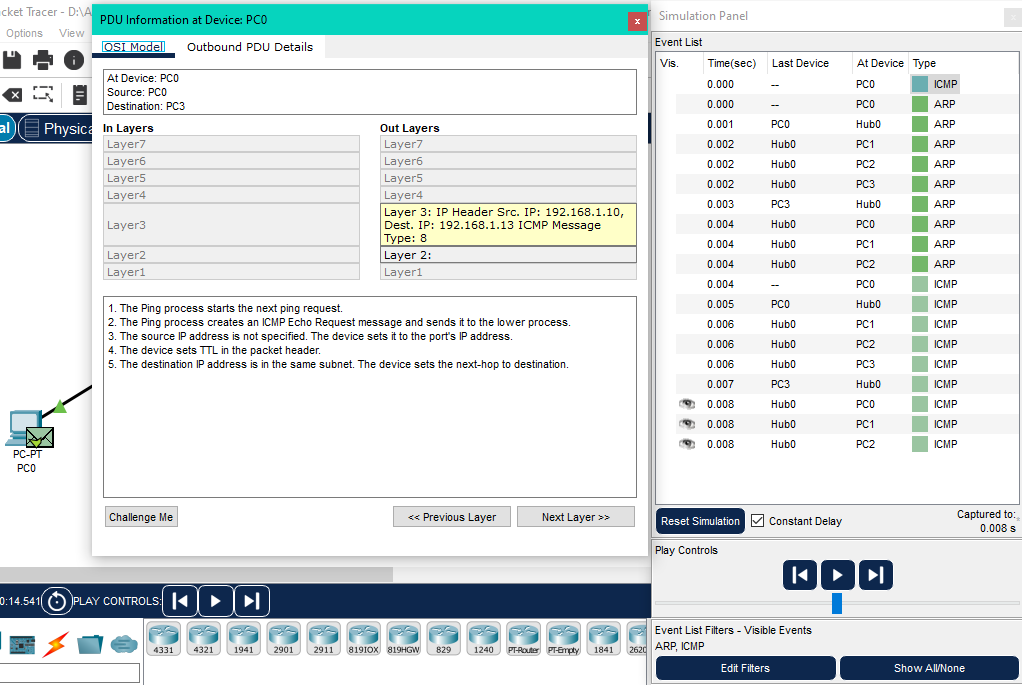 cket Tracer - D:\A
Options View
al
Physica
PC-PT
PC0
PDU Information at Device: PC0
x
OSI Model
Outbound PDU Details
At Device: PC0
Source: PC0
Destination: PC3
In Layers
Layer7
Layer6
Layer5
Layer4
Layer3
Layer2
Layer1
Out Layers
Layer7
Layer6
Layer5
Layer4
Layer 3: IP Header Src. IP: 192.168.1.10,
Dest. IP: 192.168.1.13 ICMP Message
Type: 8
Layer 2:
Layer1
1. The Ping process starts the next ping request.
2. The Ping process creates an ICMP Echo Request message and sends it to the lower process.
3. The source IP address is not specified. The device sets it to the port's IP address.
4. The device sets TTL in the packet header.
5. The destination IP address is in the same subnet. The device sets the next-hop to destination.
Challenge Me
<< Previous Layer
Next Layer >>
Simulation Panel
x
Event List
Vis. Time(sec) Last Device At Device Type
0.000 -- PC0 ICMP
0.000 -- PC0 ARP
0.001 PC0 Hub0 ARP
0.002 Hub0 PC1 ARP
0.002 Hub0 PC2 ARP
0.002 Hub0 PC3 ARP
0.003 PC3 Hub0 ARP
0.004 Hub0 PC0 ARP
0.004 Hub0 PC1 ARP
0.004 Hub0 PC2 ARP
0.004 -- PC0 ICMP
0.005 PC0 Hub0 ICMP
0.006 Hub0 PC1 ICMP
0.006 Hub0 PC2 ICMP
0.006 Hub0 PC3 ICMP
0.007 PC3 Hub0 ICMP
0.008 Hub0 PC0 ICMP
0.008 Hub0 PC1 ICMP
0.008 Hub0 PC2 ICMP
Reset Simulation
Constant Delay
Captured to:
0.008 s
Play Controls
Event List Filters - Visible Events
ARP, ICMP
Edit Filters
Show All/None
0:14.541
PLAY CONTROLS:
4331 4321 1941 2901 2911 819IOX 819HGW 829 1240 PT-Router PT-Empty 1841 2620